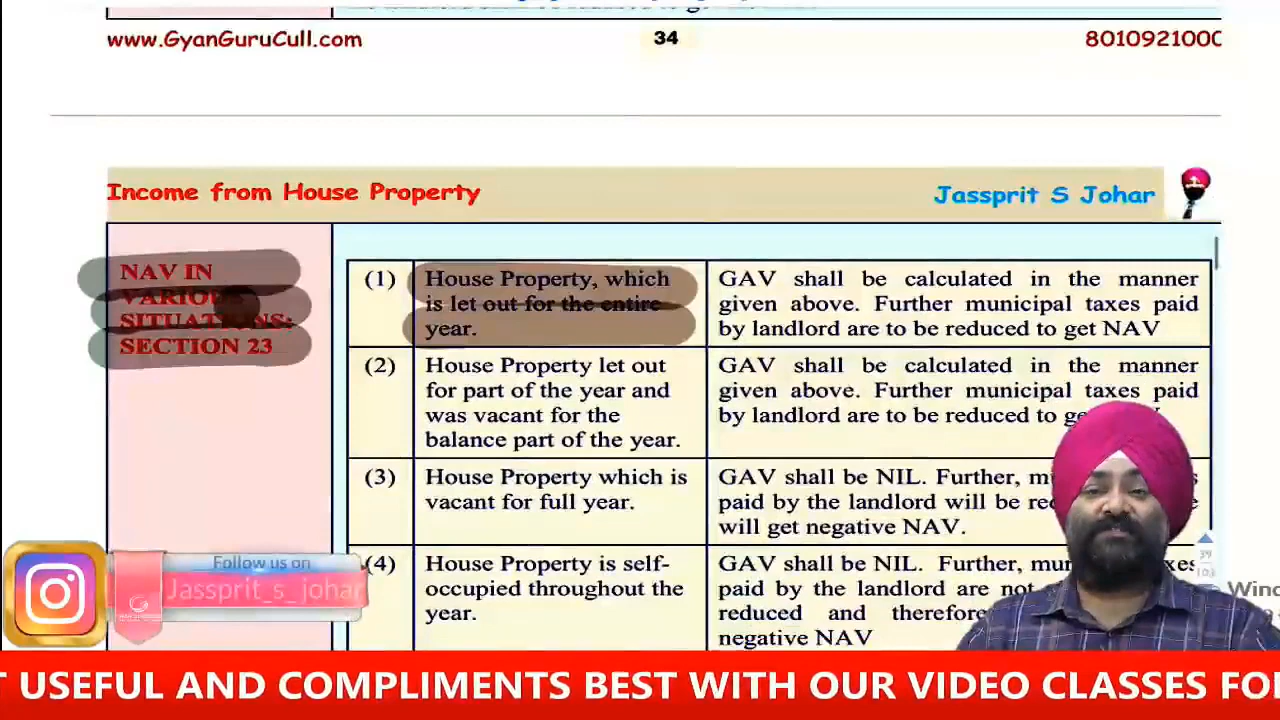 www.GyanGuruCull.com 34 801092100
Income from House Property
Jassprit S Johar
NAV IN
VARIOUS
SITUATIONS:
SECTION 23
(1) House Property, which
is let out for the entire
year.
GAV shall be calculated in the manner
given above. Further municipal taxes paid
by landlord are to be reduced to get NAV
(2) House Property let out
for part of the year and
was vacant for the
balance part of the year.
GAV shall be calculated in the manner
given above. Further municipal taxes paid
by landlord are to be reduced to
(3) House Property which is
vacant for full year.
GAV shall be NIL. Further,
paid by the landlord will be
will get negative NAV.
(4) House Property is self-
occupied throughout the
year.
GAV shall be NIL. Further,
paid by the landlord are not
reduced and therefore
negative NAV
Follow us on
Jassprit_s_johar
39
USEFUL AND COMPLIMENTS BEST WITH OUR VIDEO CLASSES